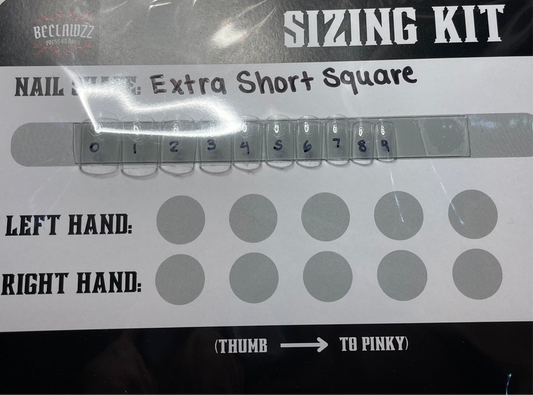 BECLAWZZ
SIZING KIT
NAIL SHAPE: Extra Short Square
0 1 2 3 4 5 6 7 8 9
LEFT HAND:
RIGHT HAND:
(THUMB → TO PINKY)